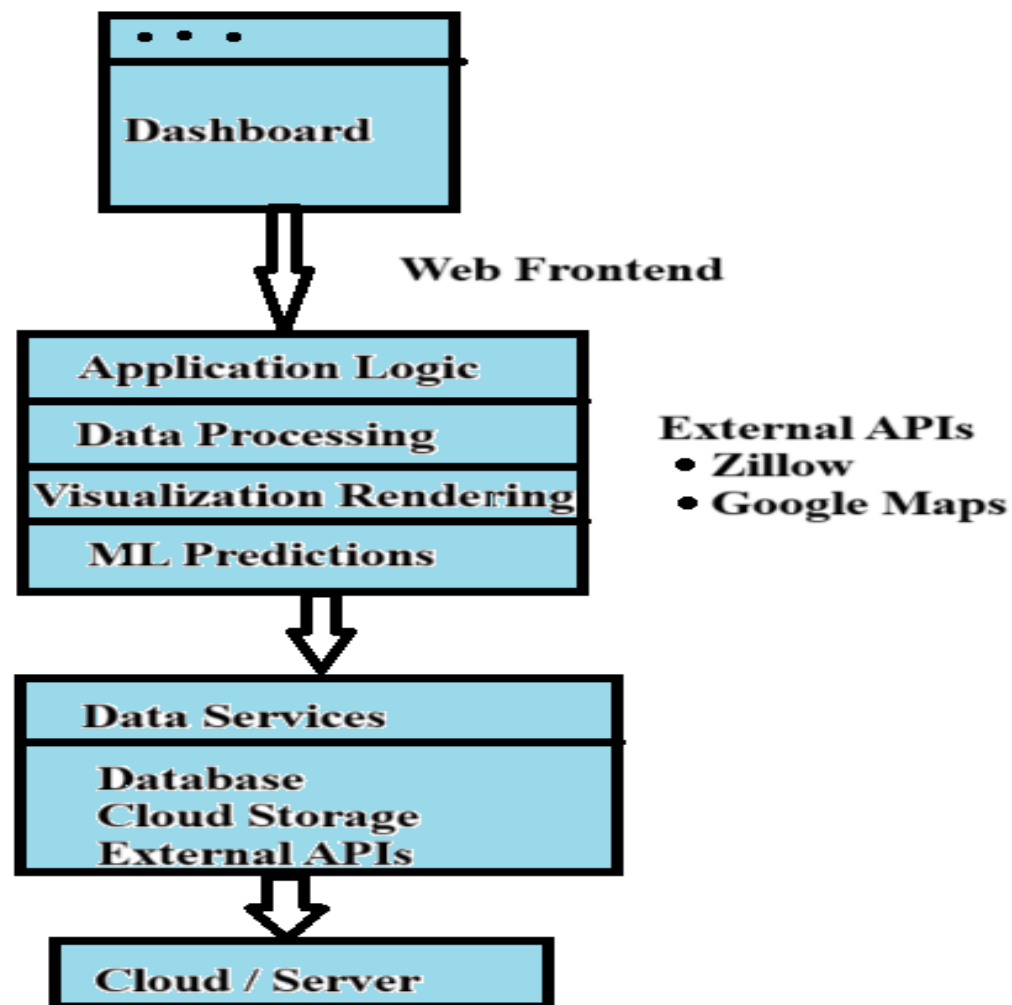 Dashboard
Web Frontend
Application Logic
Data Processing
Visualization Rendering
ML Predictions
External APIs
• Zillow
• Google Maps
Data Services
Database
Cloud Storage
External APIs
Cloud / Server